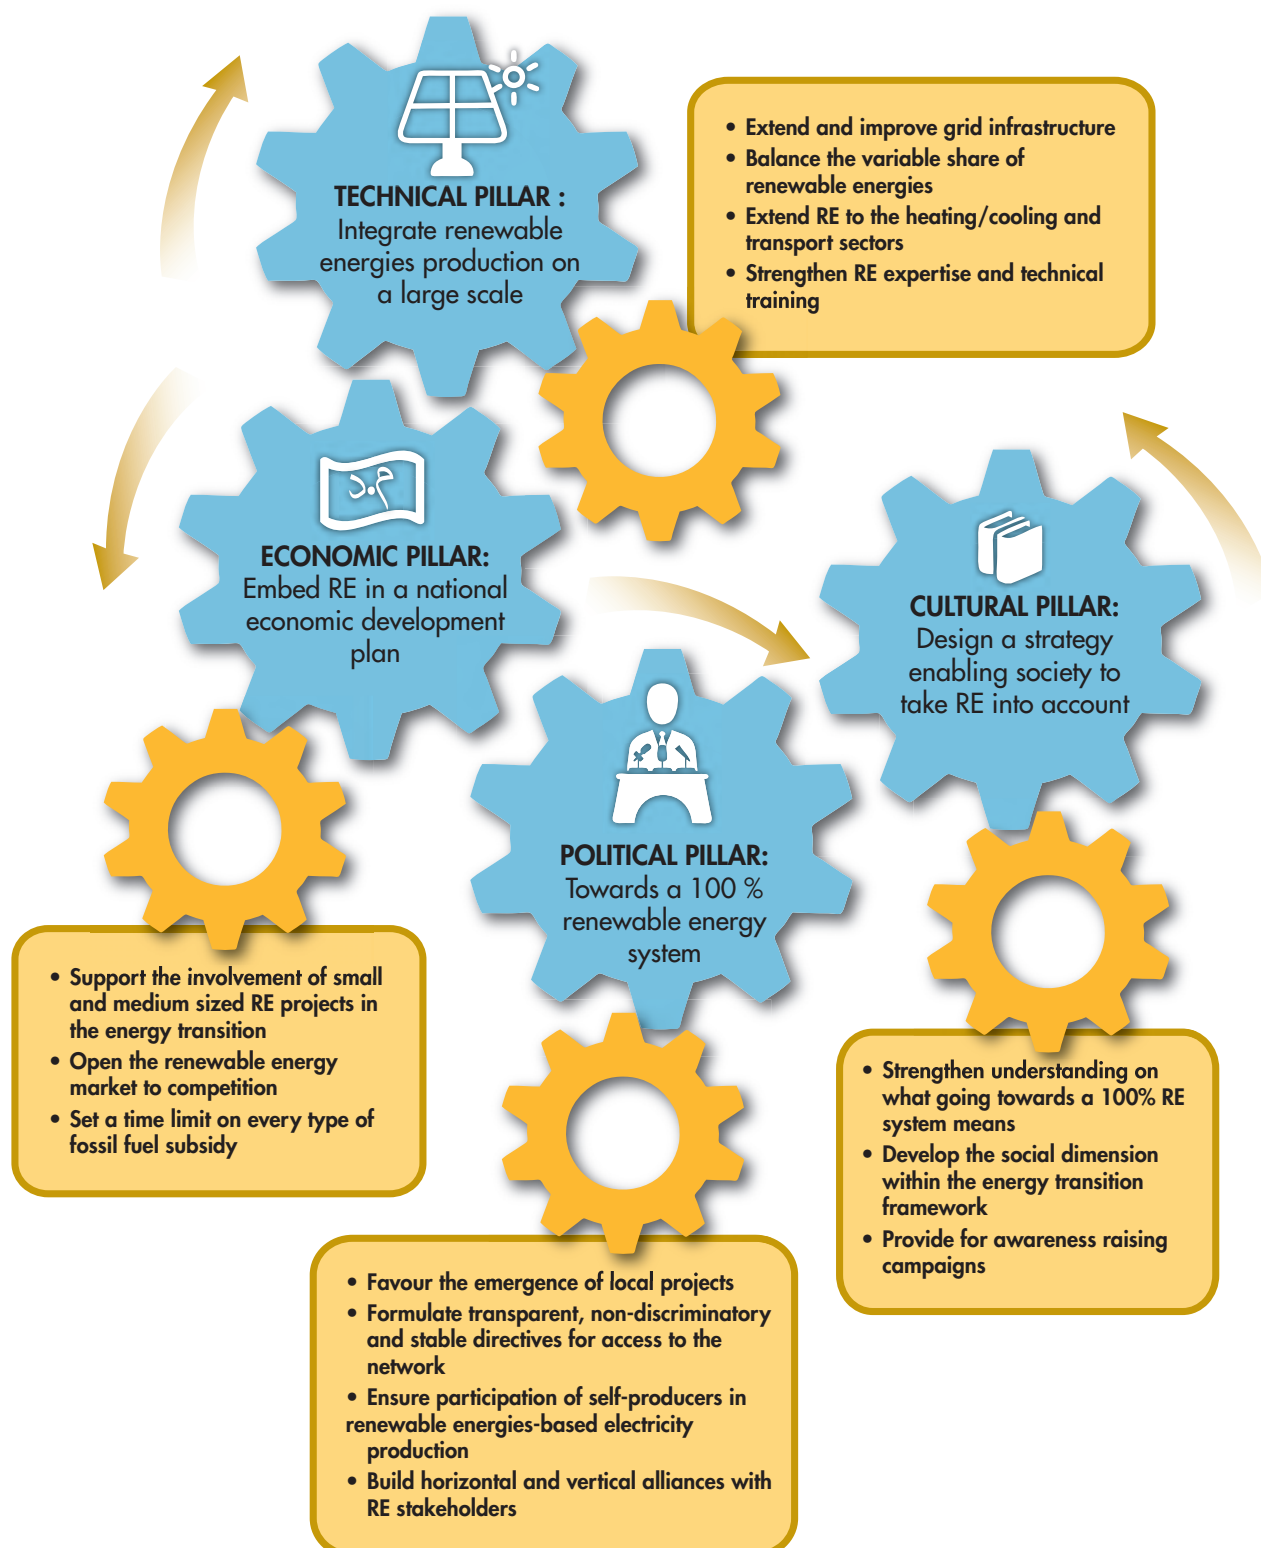 TECHNICAL PILLAR :
Integrate renewable
energies production on
a large scale
• Extend and improve grid infrastructure
• Balance the variable share of
renewable energies
• Extend RE to the heating/cooling and
transport sectors
• Strengthen RE expertise and technical
training
م.د
ECONOMIC PILLAR:
Embed RE in a national
economic development
plan
CULTURAL PILLAR:
Design a strategy
enabling society to
take RE into account
POLITICAL PILLAR:
Towards a 100 %
renewable energy
system
• Support the involvement of small
and medium sized RE projects in
the energy transition
• Open the renewable energy
market to competition
• Set a time limit on every type of
fossil fuel subsidy
• Strengthen understanding on
what going towards a 100% RE
system means
• Develop the social dimension
within the energy transition
framework
• Provide for awareness raising
campaigns
• Favour the emergence of local projects
• Formulate transparent, non-discriminatory
and stable directives for access to the
network
• Ensure participation of self-producers in
renewable energies-based electricity
production
• Build horizontal and vertical alliances with
RE stakeholders